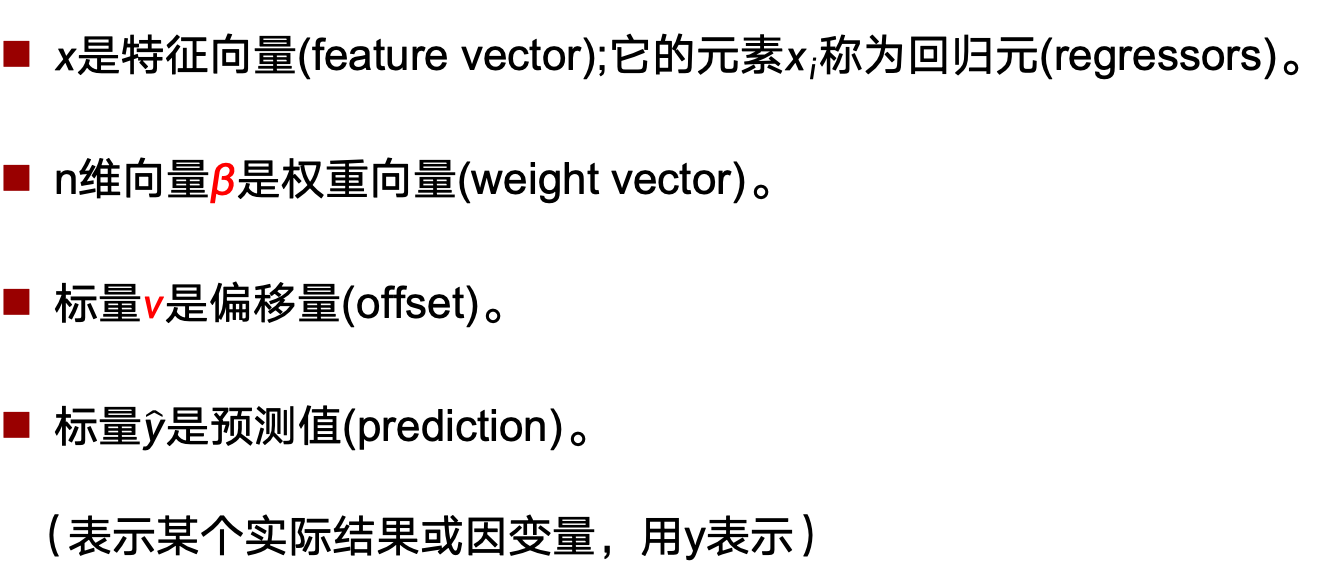 ■ x是特征向量(feature vector);它的元素xᵢ称为回归元(regressors)。
■ n维向量β是权重向量(weight vector)。
■ 标量v是偏移量(offset)。
■ 标量ŷ是预测值(prediction)。
（表示某个实际结果或因变量，用y表示）